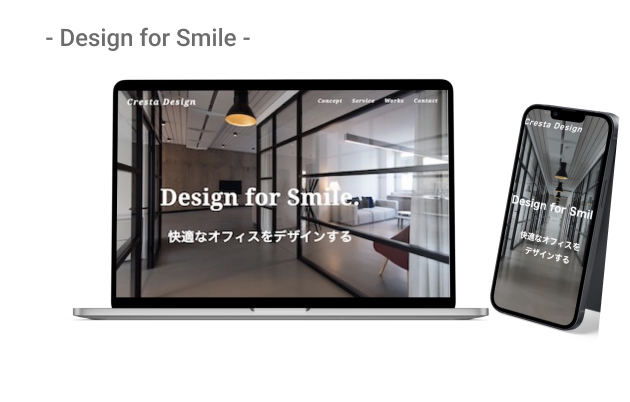 - Design for Smile -
Cresta Design
Concept Service Works Contact
Design for Smile.
快適なオフィスをデザインする
Cresta Design
Design for Smil
快適なオフィスを
デザインする